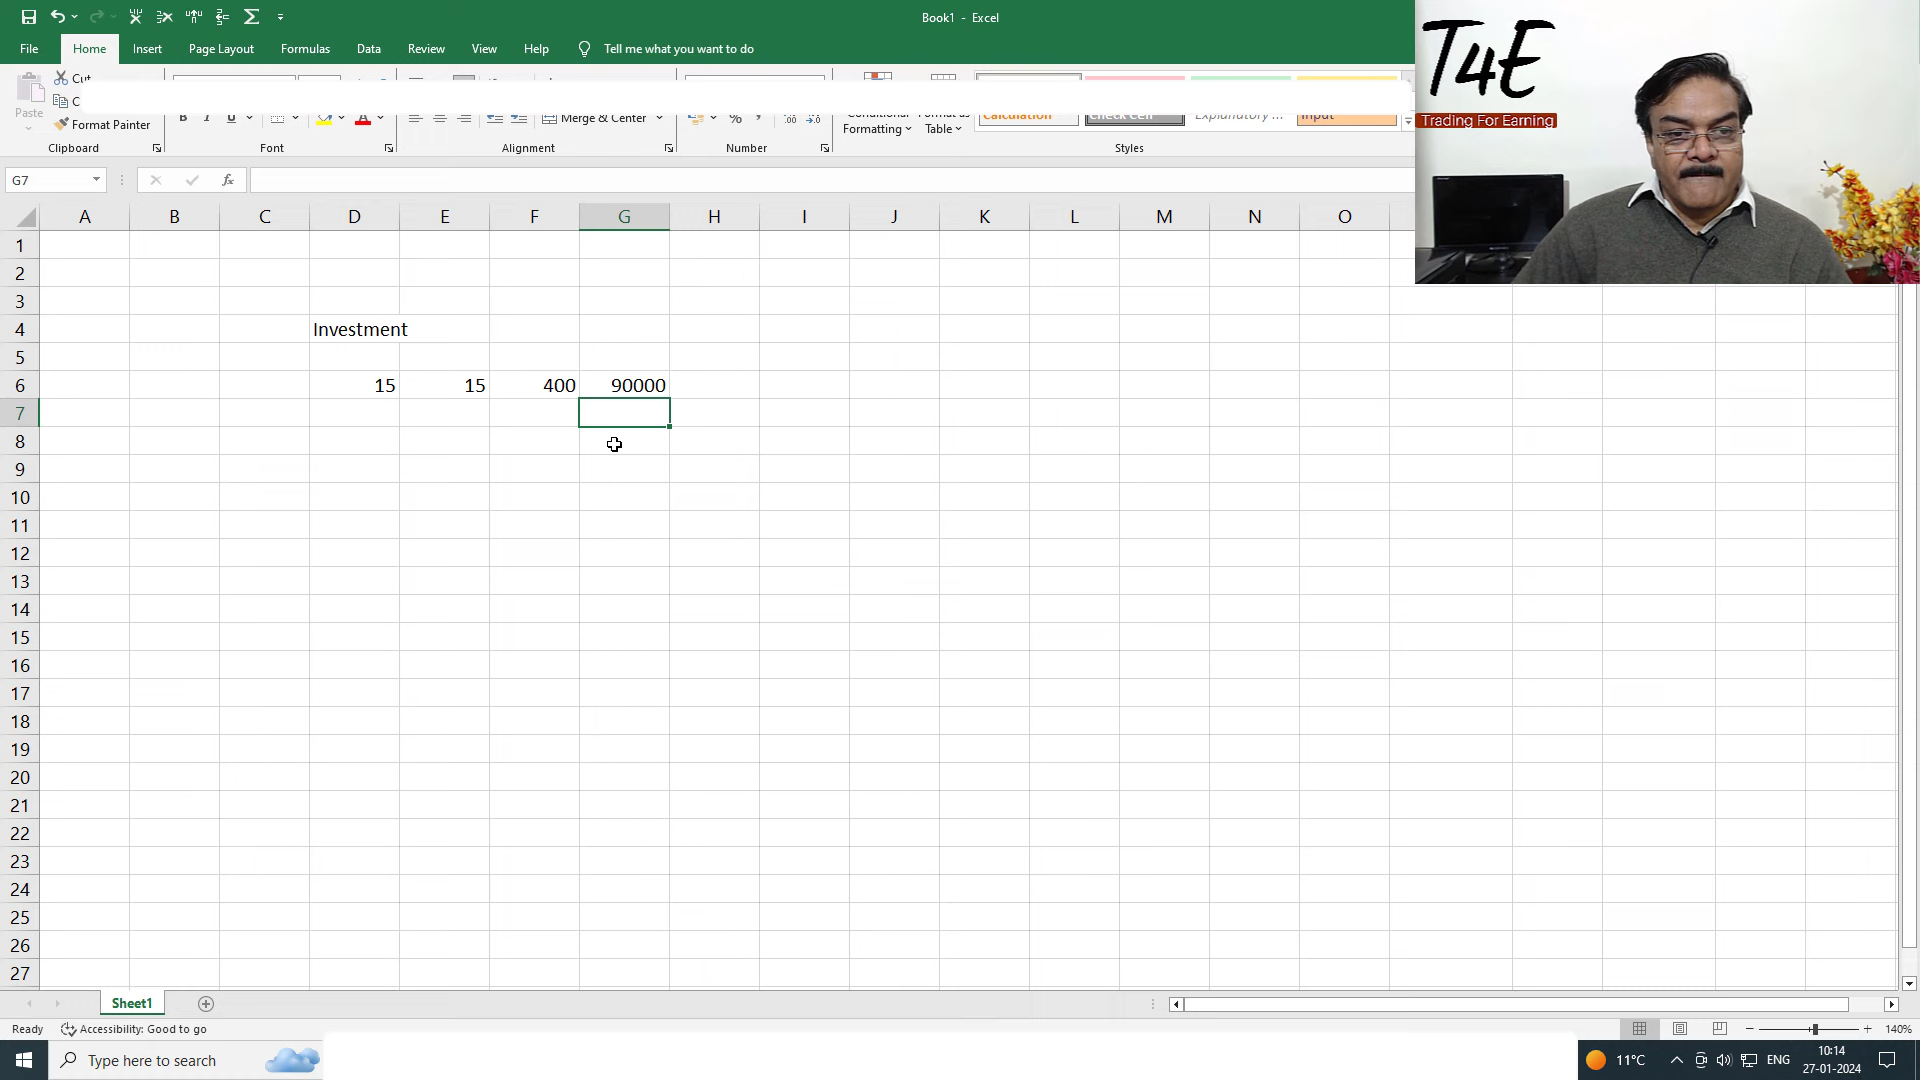 Book1 - Excel
File Home Insert Page Layout Formulas Data Review View Help Tell me what you want to do
T4E
Trading For Earning
Cut
Paste
Format Painter
B I U
Merge & Center
%
Conditional
Formatting
Format as
Table
Calculation Check Cell Explanatory ... Input
Clipboard Font Alignment Number Styles
G7
fx
A B C D E F G H I J K L M N O
1
2
3
4 Investment
5
6 15 15 400 90000
7
8
9
10
11
12
13
14
15
16
17
18
19
20
21
22
23
24
25
26
27
Sheet1
Ready Accessibility: Good to go 140%
Type here to search
11°C ENG
10:14
27-01-2024